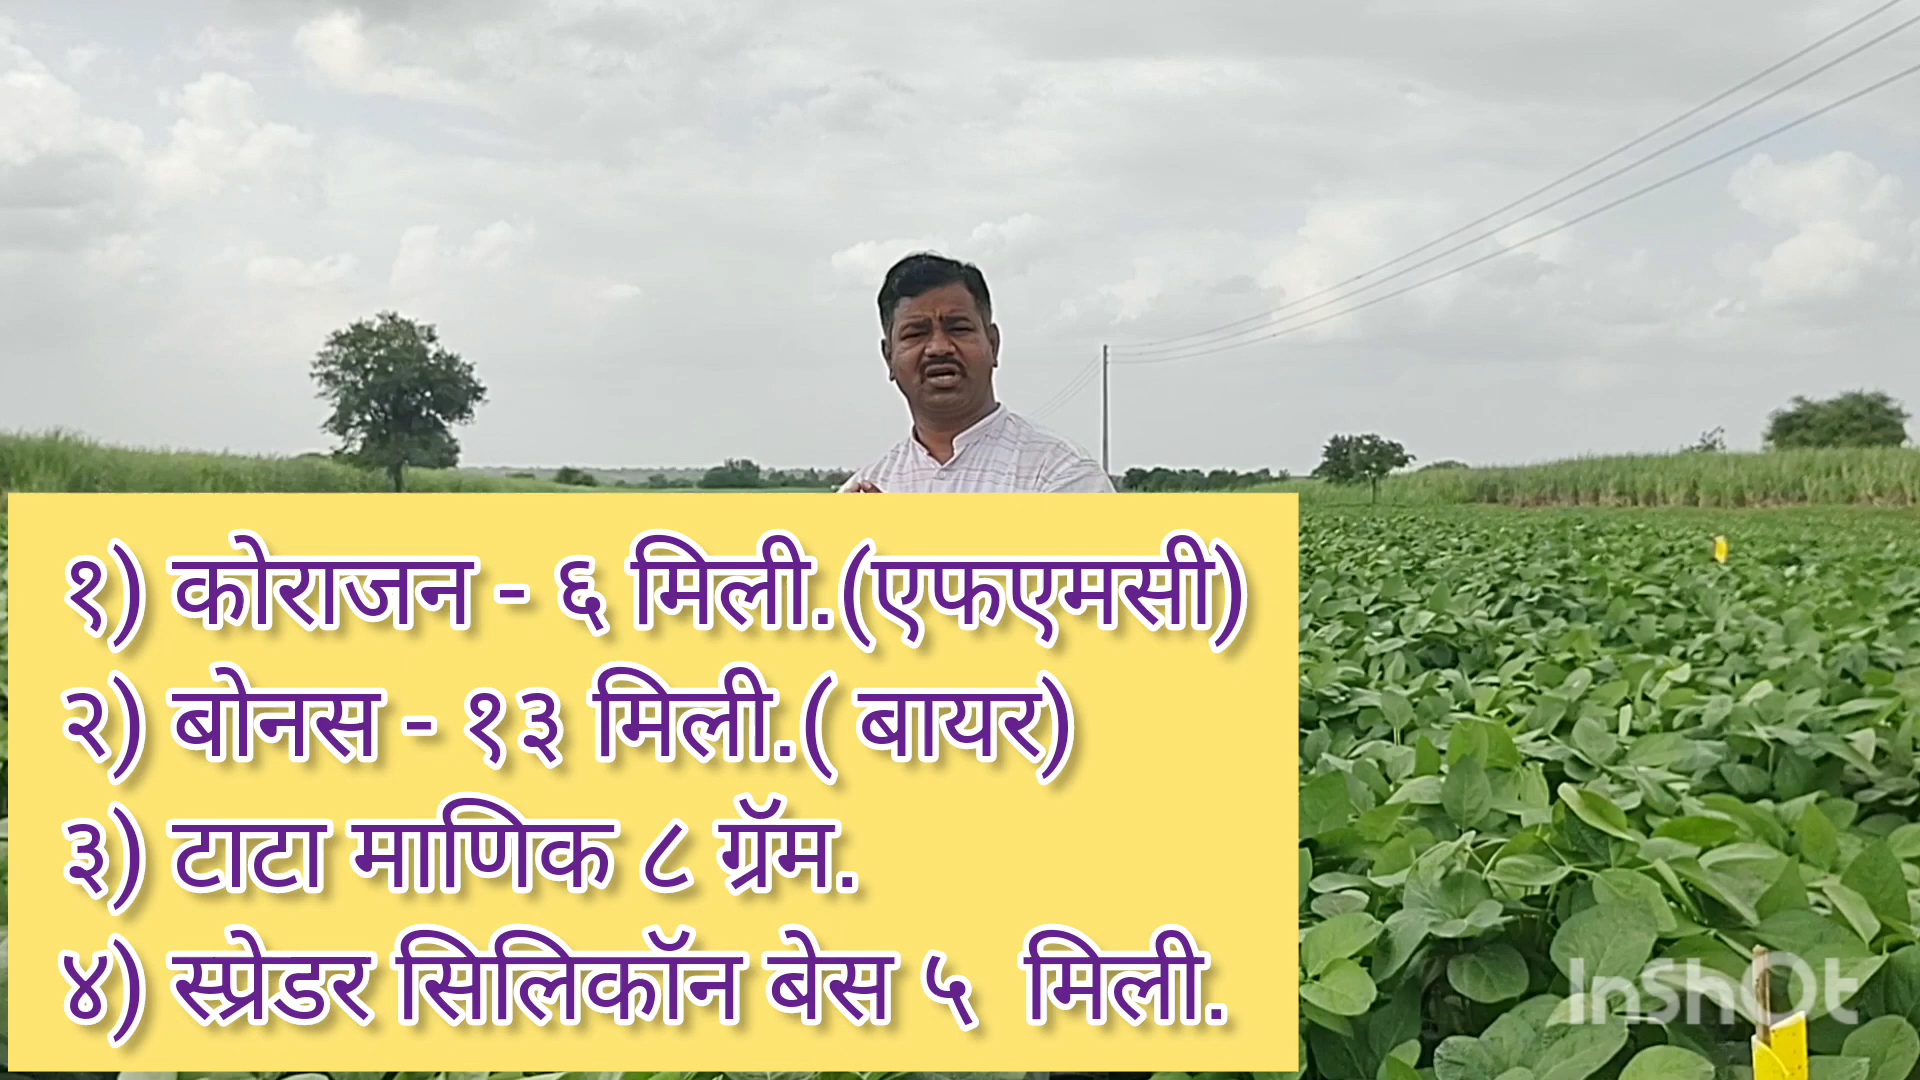 १) कोराजन - ६ मिली.(एफएमसी)
२) बोनस - १३ मिली.( बायर)
३) टाटा माणिक ८ ग्रॅम.
४) स्प्रेडर सिलिकॉन बेस ५ मिली.
InShOt